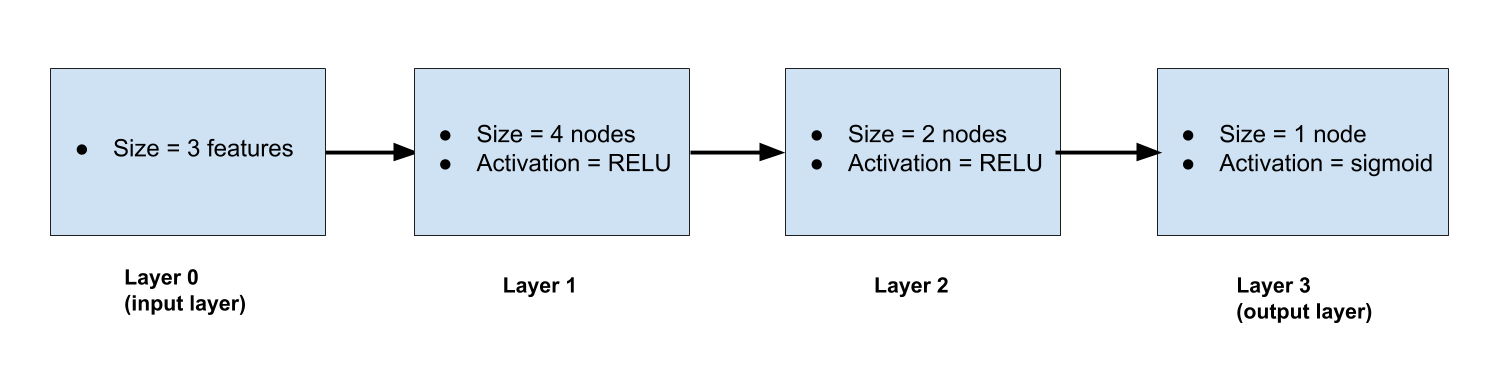 ● Size = 3 features
● Size = 4 nodes
● Activation = RELU
● Size = 2 nodes
● Activation = RELU
● Size = 1 node
● Activation = sigmoid
Layer 0
(input layer)
Layer 1
Layer 2
Layer 3
(output layer)